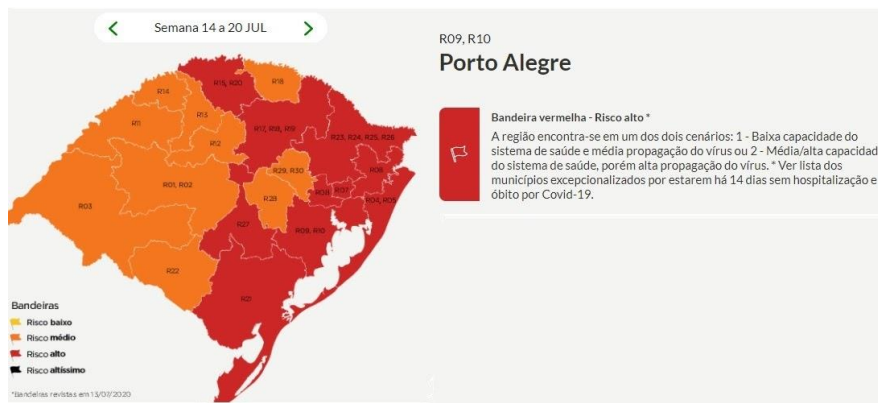 Semana 14 a 20 JUL
R09, R10
Porto Alegre
Bandeira vermelha - Risco alto *
A região encontra-se em um dos dois cenários: 1 - Baixa capacidade do
sistema de saúde e média propagação do vírus ou 2 - Média/alta capacidad
do sistema de saúde, porém alta propagação do vírus. * Ver lista dos
municípios excepcionalizados por estarem há 14 dias sem hospitalização e
óbito por Covid-19.
R15, R20
R18
R14
R11
R13
R12
R17, R18, R19
R23, R24, R25, R26
R29, R30
R06
R01, R02
R28
R08
R07
R04, R05
R03
R27
R09, R10
R22
R21
Bandeiras
Risco baixo
Risco médio
Risco alto
Risco altíssimo
*Bandeiras revistas em 13/07/2020